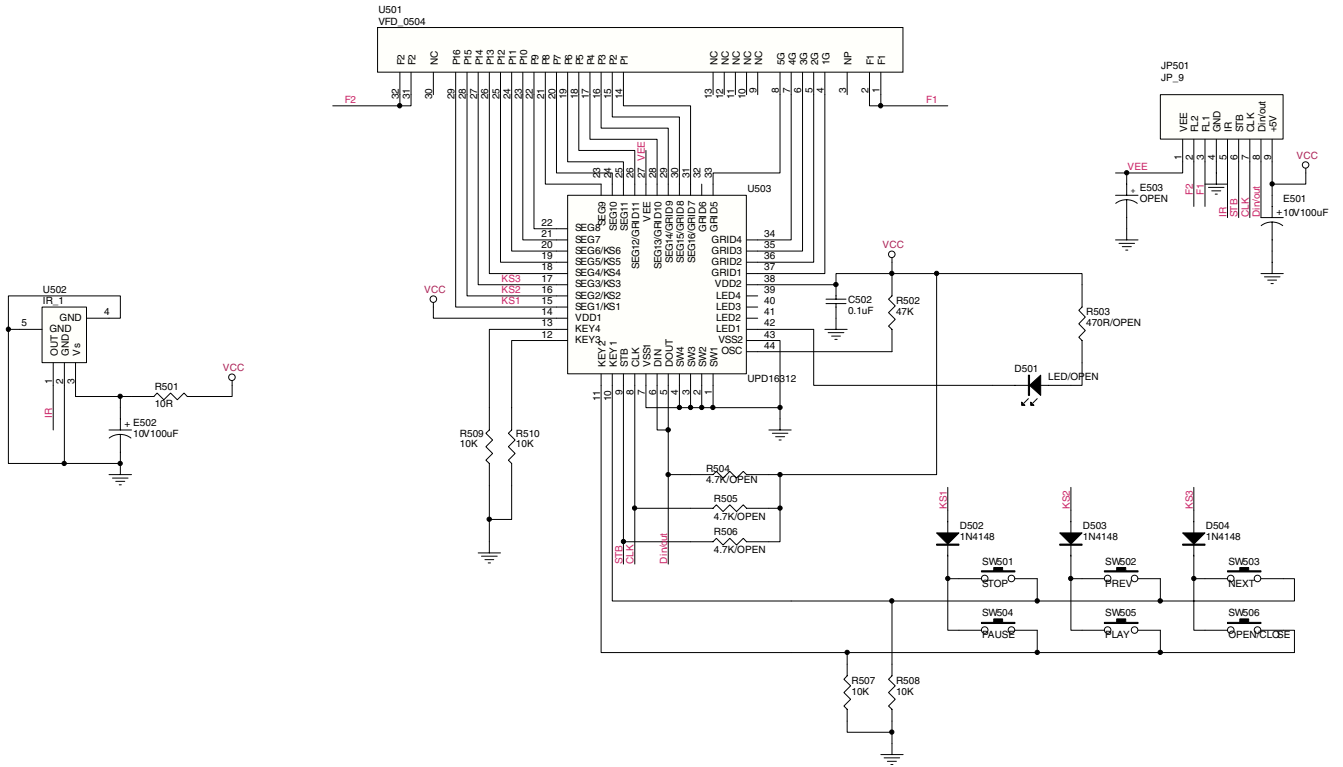 U501
VFD_0504
F2
F2
NC
P16
P15
P14
P13
P12
P11
P10
P9
P8
P7
P6
P5
P4
P3
P2
P1
NC
NC
NC
NC
NC
5G
4G
3G
2G
1G
NP
F1
F1
32
31
30
29
28
27
26
25
24
23
22
21
20
19
18
17
16
15
14
13
12
11
10
9
8
7
6
5
4
3
2
1
F2
F1
JP501
JP_9
VEE
FL2
FL1
GND
IR
STB
CLK
Din/out
+5V
1
2
3
4
5
6
7
8
9
VEE
VCC
F2
F1
IR
STB
CLK
Din/out
+
E503
OPEN
E501
+10V100uF
VEE
23
24
25
26
27
28
29
30
31
32
33
U503
SEG9
SEG10
SEG11
SEG12/GRID11
VEE
SEG13/GRID10
SEG14/GRID9
SEG15/GRID8
SEG16/GRID7
GRID6
GRID5
22
SEG8
21
SEG7
20
SEG6/KS6
19
SEG5/KS5
18
SEG4/KS4
KS3
17
SEG3/KS3
KS2
16
SEG2/KS2
KS1
15
SEG1/KS1
14
VDD1
13
KEY4
12
KEY3
VCC
GRID4
34
GRID3
35
GRID2
36
GRID1
37
VDD2
38
LED4
39
LED3
40
LED2
41
LED1
42
VSS2
43
OSC
44
KEY2
KEY1
STB
CLK
VSS1
DIN
DOUT
SW4
SW3
SW2
SW1
11
10
9
8
7
6
5
4
3
2
1
UPD16312
VCC
C502
0.1uF
R502
47K
R503
470R/OPEN
D501
LED/OPEN
U502
IR_1
GND
4
5
GND
OUT
GND
Vs
1
2
3
IR
VCC
R501
10R
+
E502
10V100uF
R509
10K
R510
10K
R504
4.7K/OPEN
R505
4.7K/OPEN
R506
4.7K/OPEN
STB
CLK
Din/out
KS1
KS2
KS3
D502
1N4148
D503
1N4148
D504
1N4148
SW501
STOP
SW502
PREV
SW503
NEXT
SW504
PAUSE
SW505
PLAY
SW506
OPEN/CLOSE
R507
10K
R508
10K